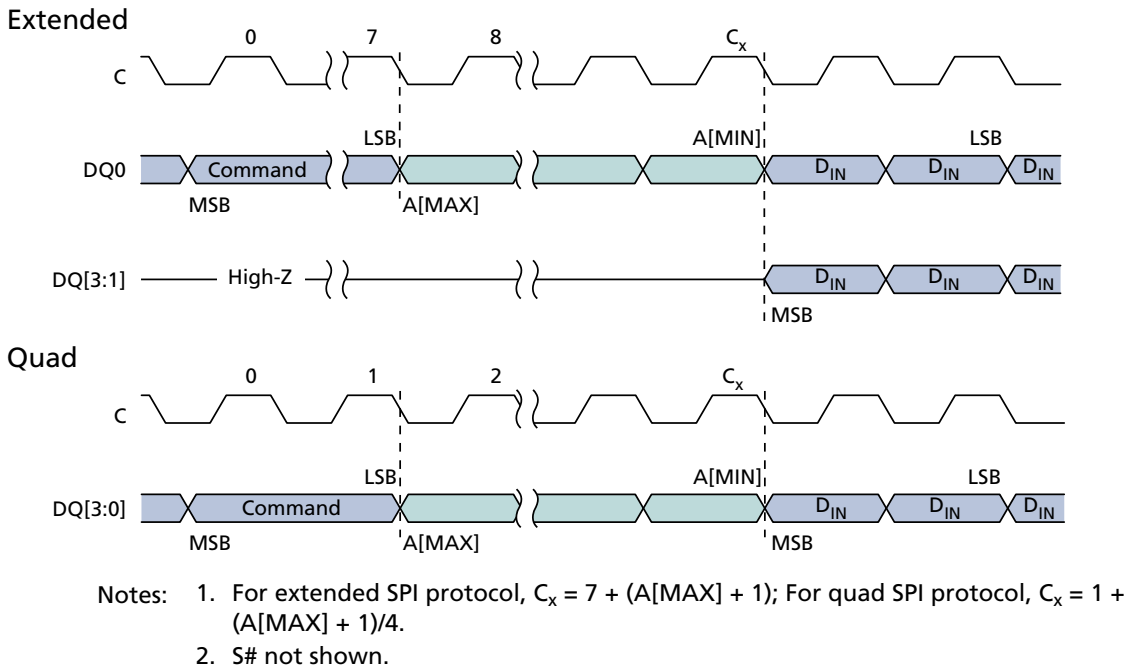 Extended
0 7 8 Cx
C
LSB A[MIN] LSB
DQ0 Command DIN DIN DIN
MSB A[MAX]
DQ[3:1] High-Z DIN DIN DIN
MSB
Quad
0 1 2 Cx
C
LSB A[MIN] LSB
DQ[3:0] Command DIN DIN DIN
MSB A[MAX] MSB
Notes: 1. For extended SPI protocol, Cx = 7 + (A[MAX] + 1); For quad SPI protocol, Cx = 1 +
(A[MAX] + 1)/4.
2. S# not shown.